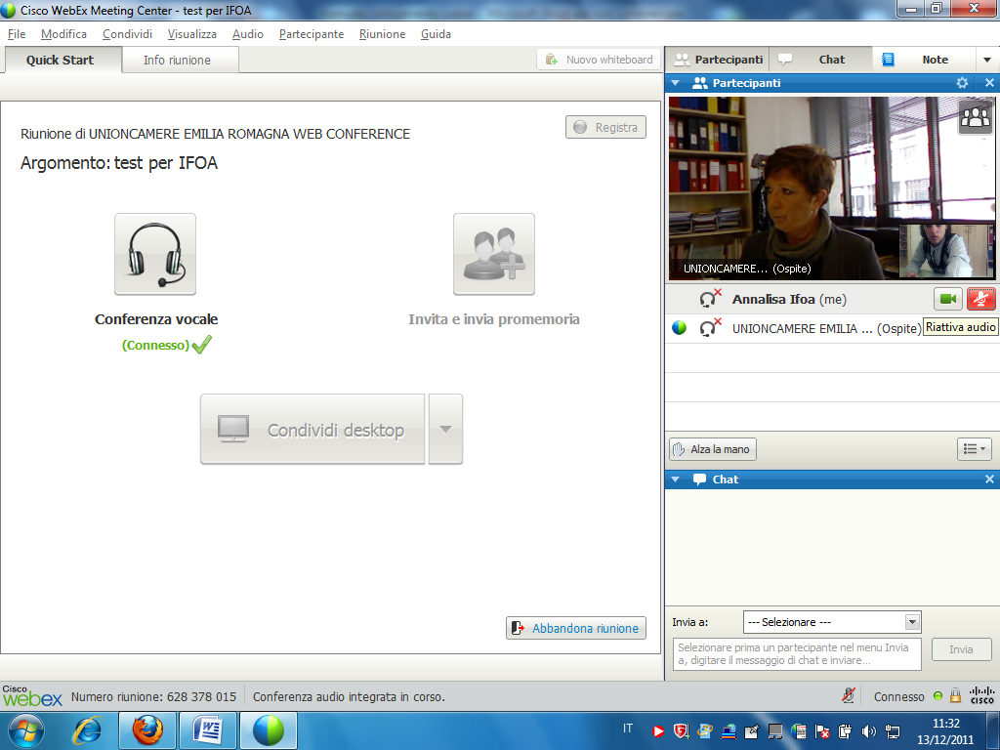 Cisco WebEx Meeting Center - test per IFOA
File Modifica Condividi Visualizza Audio Partecipante Riunione Guida
Quick Start Info riunione Nuovo whiteboard
Partecipanti Chat Note
Partecipanti
Riunione di UNIONCAMERE EMILIA ROMAGNA WEB CONFERENCE
Registra
Argomento: test per IFOA
UNIONCAMERE... (Ospite)
Annalisa Ifoa (me)
UNIONCAMERE EMILIA ... (Ospite)
Riattiva audio
Conferenza vocale
(Connesso)
Invita e invia promemoria
Condividi desktop
Alza la mano
Chat
Abbandona riunione
Invia a: --- Selezionare ---
Selezionare prima un partecipante nel menu Invia
a, digitare il messaggio di chat e inviare...
Invia
Cisco
webex
Numero riunione: 628 378 015
Conferenza audio integrata in corso.
Connesso
cisco
IT
11:32
13/12/2011